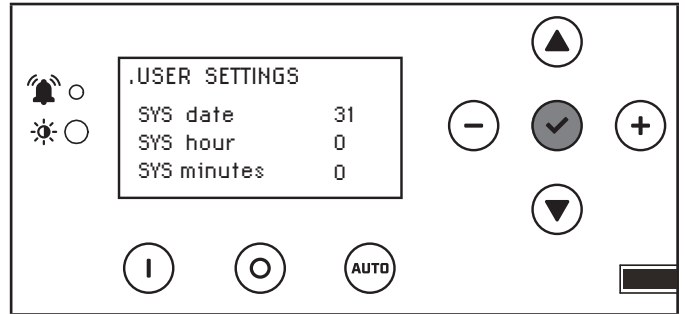 .USER SETTINGS
SYS date 31
SYS hour 0
SYS minutes 0
AUTO